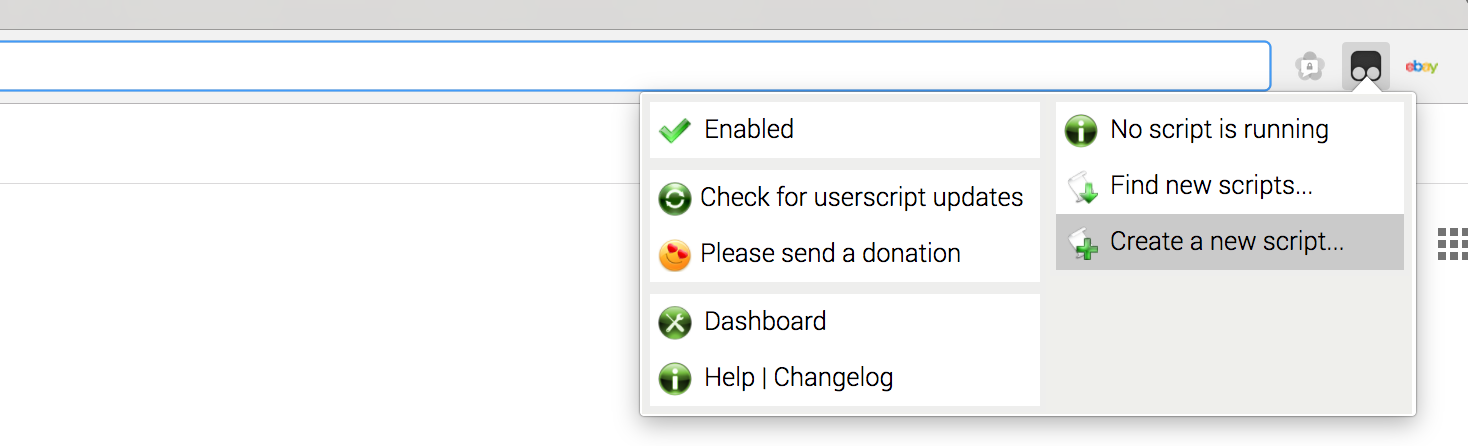 ebay
Enabled
Check for userscript updates
Please send a donation
Dashboard
Help | Changelog
No script is running
Find new scripts...
Create a new script...